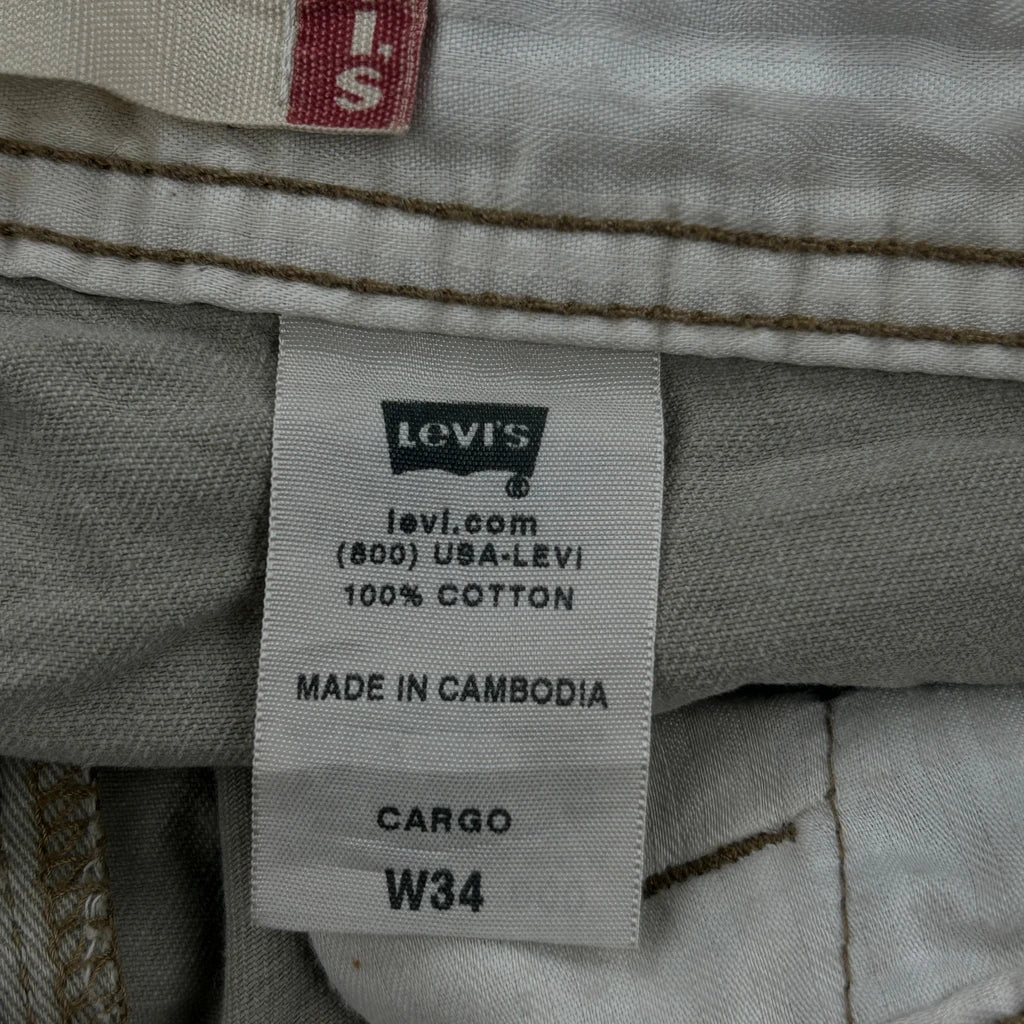 I.S
LEVI'S
®
levi.com
(800) USA-LEVI
100% COTTON
MADE IN CAMBODIA
CARGO
W34